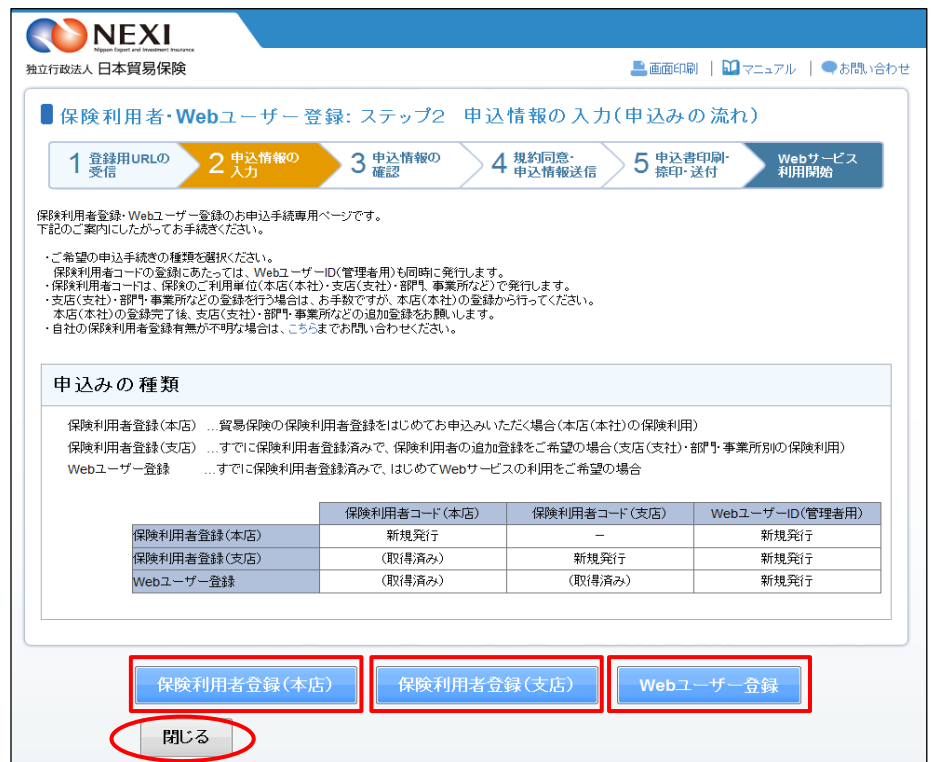 NEXI
Nippon Export and Investment Insurance
独立行政法人 日本貿易保険
画面印刷 | マニュアル | お問い合わせ
保険利用者・Webユーザー登録: ステップ2 申込情報の入力(申込みの流れ)
1 登録用URLの受信
2 申込情報の入力
3 申込情報の確認
4 規約同意・申込情報送信
5 申込書印刷・捺印・送付
Webサービス利用開始
保険利用者登録・Webユーザー登録のお申込手続専用ページです。
下記のご案内にしたがってお手続きください。
・ご希望の申込手続きの種類を選択ください。
保険利用者コードの登録にあたっては、WebユーザーID(管理者用)も同時に発行します。
・保険利用者コードは、保険のご利用単位(本店(本社)・支店(支社)・部門、事業所など)で発行します。
・支店(支社)・部門・事業所などの登録を行う場合は、お手数ですが、本店(本社)の登録から行ってください。
本店(本社)の登録完了後、支店(支社)・部門・事業所などの追加登録をお願いします。
・自社の保険利用者登録有無が不明な場合は、こちらまでお問い合わせください。
申込みの種類
保険利用者登録(本店) …貿易保険の保険利用者登録をはじめてお申込みいただく場合(本店(本社)の保険利用)
保険利用者登録(支店) …すでに保険利用者登録済みで、保険利用者の追加登録をご希望の場合(支店(支社)・部門・事業所別の保険利用)
Webユーザー登録 …すでに保険利用者登録済みで、はじめてWebサービスの利用をご希望の場合
保険利用者コード(本店) 保険利用者コード(支店) WebユーザーID(管理者用)
保険利用者登録(本店) 新規発行 － 新規発行
保険利用者登録(支店) (取得済み) 新規発行 新規発行
Webユーザー登録 (取得済み) (取得済み) 新規発行
保険利用者登録(本店) 保険利用者登録(支店) Webユーザー登録
閉じる